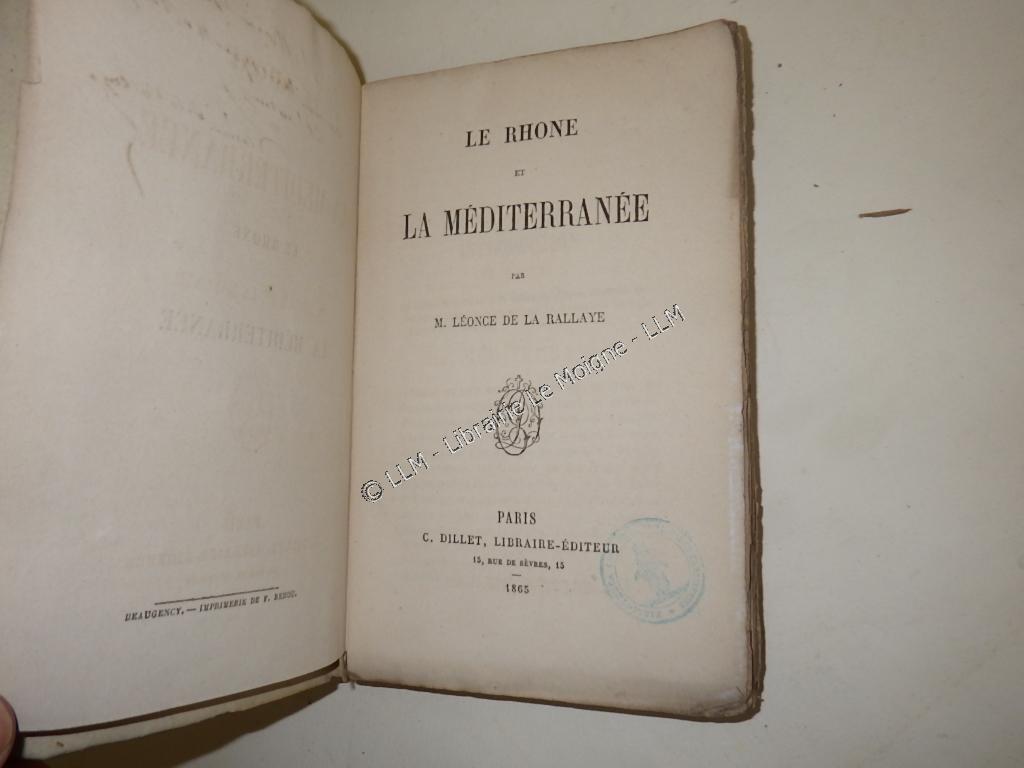 BEAUGENCY. — IMPRIMERIE DE F. RENOU.
LE RHONE
ET
LA MÉDITERRANÉE
PAR
M. LÉONCE DE LA RALLAYE
© LLM - Librairie Le Moigne - LLM
PARIS
C. DILLET, LIBRAIRE-ÉDITEUR
15, RUE DE SÈVRES, 15
1865